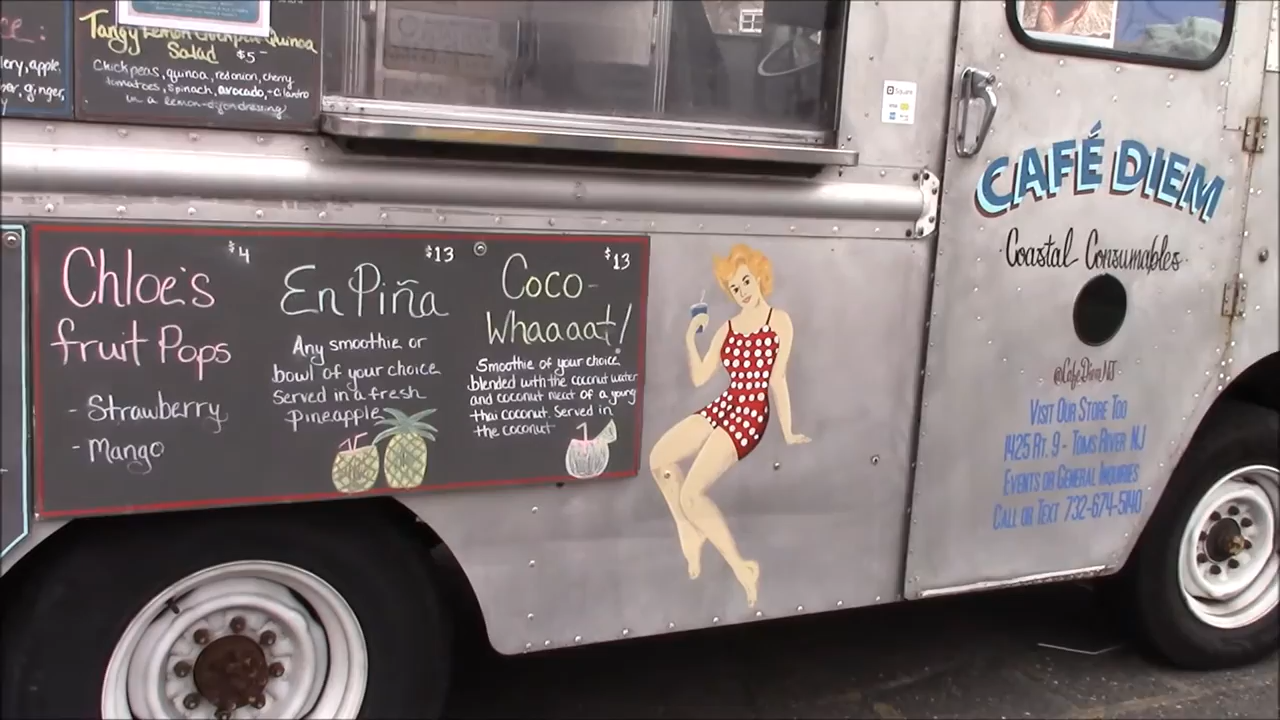 Tangy Lemon Quinoa
Salad $5
Chickpeas, quinoa, red onion, cherry
tomatoes, spinach, avocado, cilantro
in a lemon-dijon dressing
apple,
ginger,
Square
Chloe's
fruit Pops
$4
- Strawberry
- Mango
En Piña
$13
Any smoothie or
bowl of your choice
Served in a fresh
Pineapple
Coco-
Whaaaat!
$13
Smoothie of your choice
blended with the coconut water
and coconut meat of a young
thai coconut. Served in
the coconut
CAFÉ DIEM
Coastal Consumables
@CafeDiemNJ
VISIT OUR STORE TOO
1425 RT. 9 - TOMS RIVER NJ
EVENTS OR GENERAL INQUIRIES
CALL OR TEXT 732-674-5140